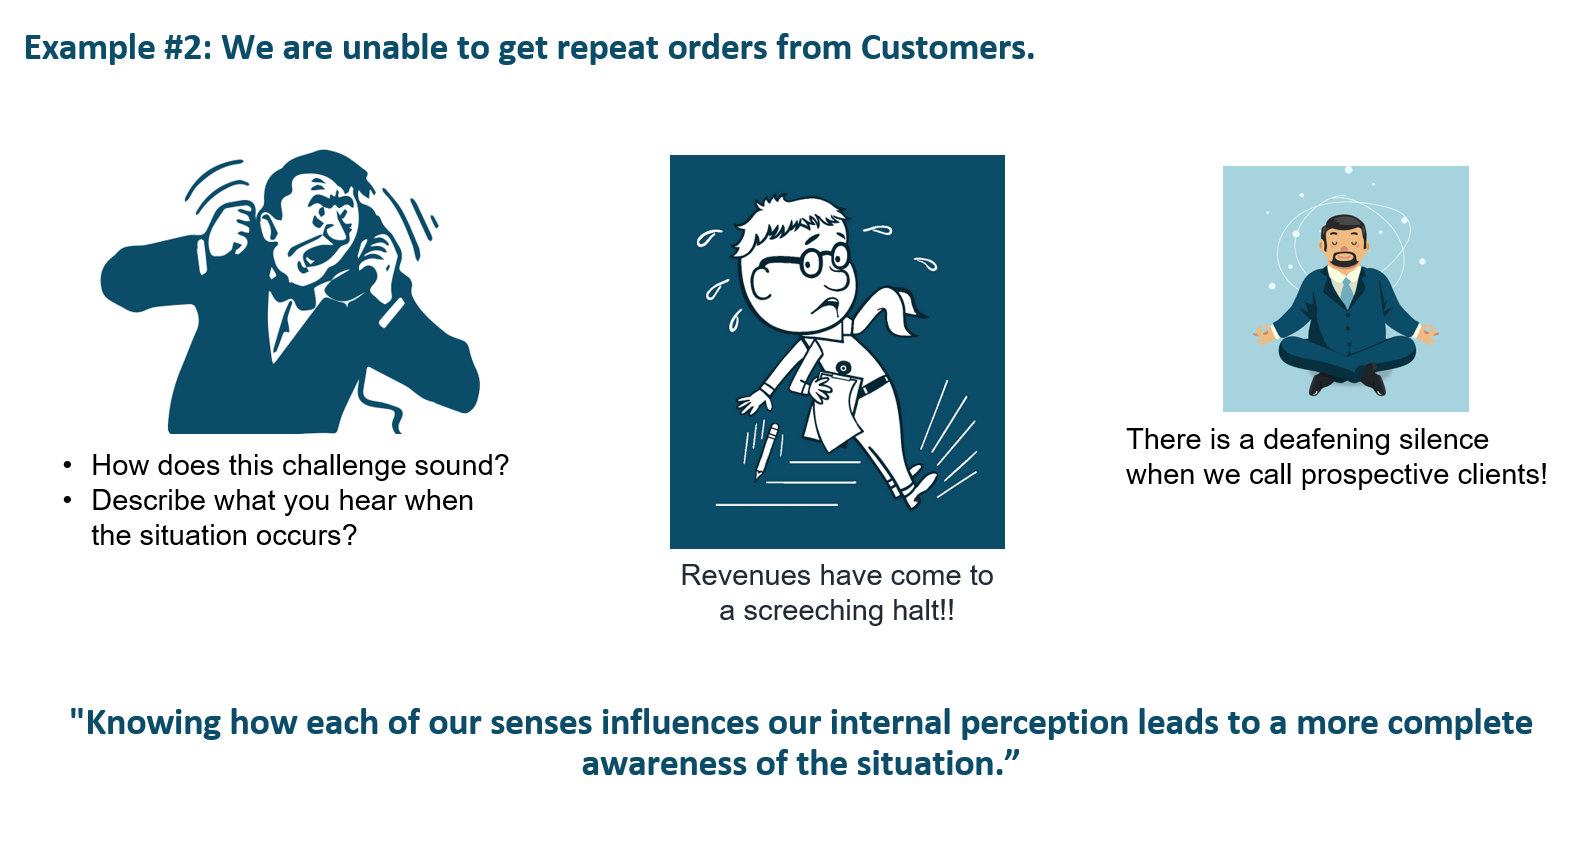 Example #2: We are unable to get repeat orders from Customers.
• How does this challenge sound?
• Describe what you hear when
the situation occurs?
Revenues have come to
a screeching halt!!
There is a deafening silence
when we call prospective clients!
"Knowing how each of our senses influences our internal perception leads to a more complete
awareness of the situation.”